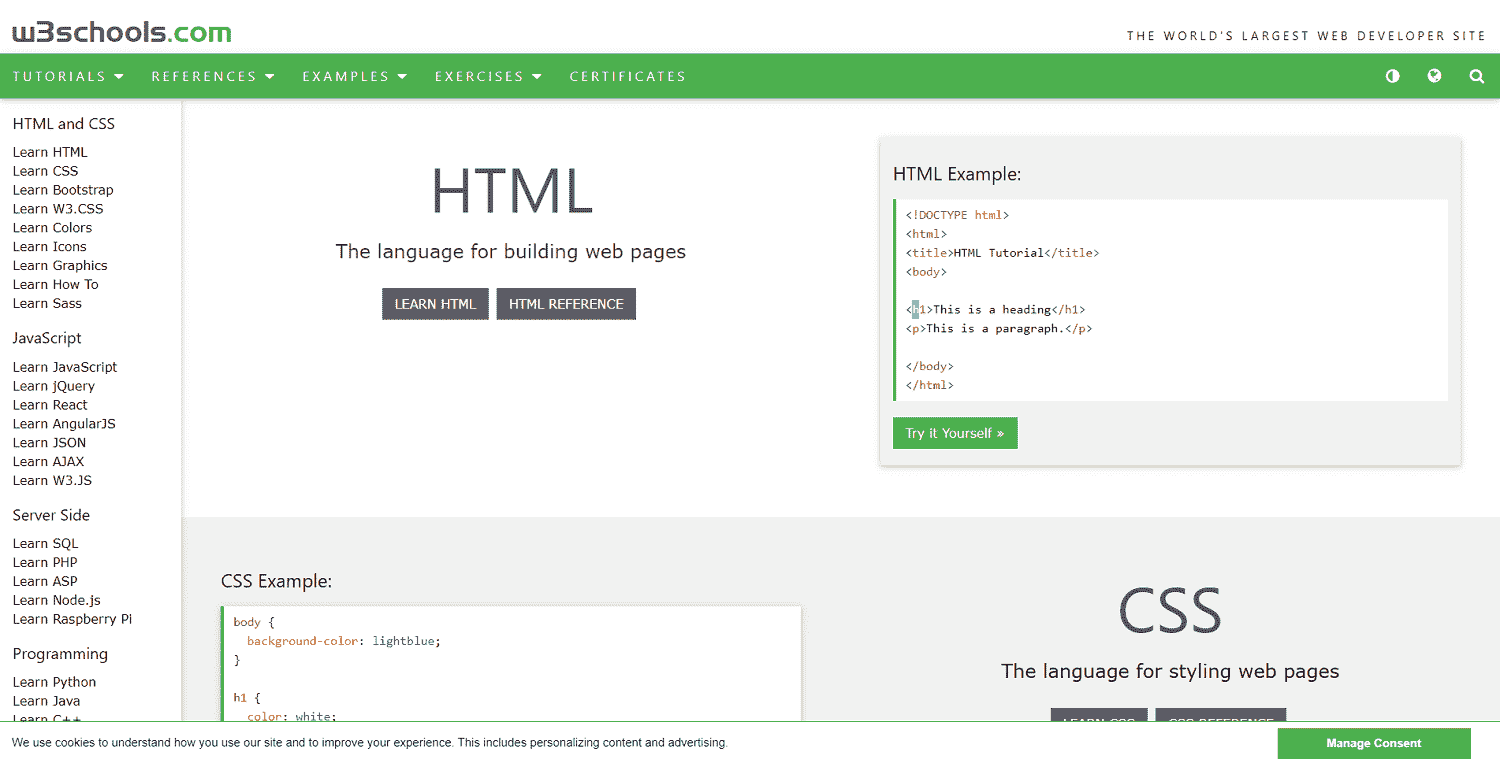 w3schools.com
THE WORLD'S LARGEST WEB DEVELOPER SITE
TUTORIALS REFERENCES EXAMPLES EXERCISES CERTIFICATES
HTML and CSS
Learn HTML
Learn CSS
Learn Bootstrap
Learn W3.CSS
Learn Colors
Learn Icons
Learn Graphics
Learn How To
Learn Sass
JavaScript
Learn JavaScript
Learn jQuery
Learn React
Learn AngularJS
Learn JSON
Learn AJAX
Learn W3.JS
Server Side
Learn SQL
Learn PHP
Learn ASP
Learn Node.js
Learn Raspberry Pi
Programming
Learn Python
Learn Java
Learn C++
HTML
The language for building web pages
LEARN HTML HTML REFERENCE
HTML Example:
<!DOCTYPE html>
<html>
<title>HTML Tutorial</title>
<body>
<h1>This is a heading</h1>
<p>This is a paragraph.</p>
</body>
</html>
Try it Yourself »
CSS Example:
body {
background-color: lightblue;
}
h1 {
color: white;
CSS
The language for styling web pages
LEARN CSS CSS REFERENCE
We use cookies to understand how you use our site and to improve your experience. This includes personalizing content and advertising.
Manage Consent